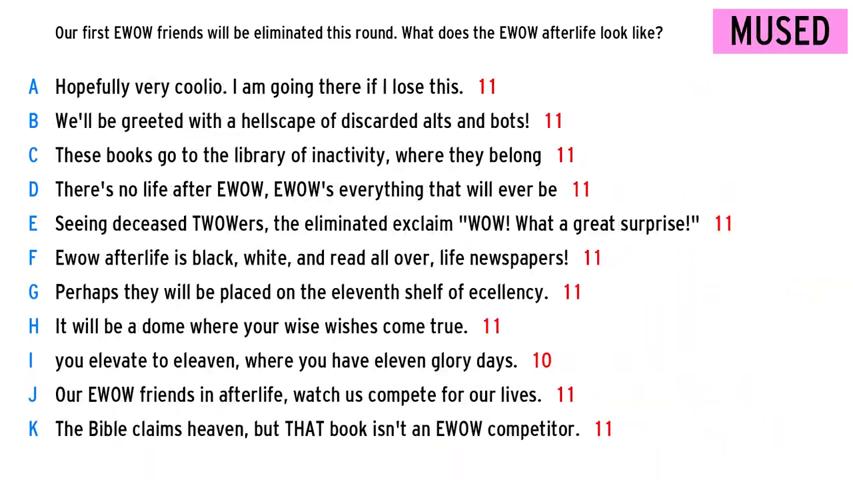 Our first EWOW friends will be eliminated this round. What does the EWOW afterlife look like?
MUSED
A Hopefully very coolio. I am going there if I lose this. 11
B We'll be greeted with a hellscape of discarded alts and bots! 11
C These books go to the library of inactivity, where they belong 11
D There's no life after EWOW, EWOW's everything that will ever be 11
E Seeing deceased TWOWers, the eliminated exclaim "WOW! What a great surprise!" 11
F Ewow afterlife is black, white, and read all over, life newspapers! 11
G Perhaps they will be placed on the eleventh shelf of ecellency. 11
H It will be a dome where your wise wishes come true. 11
I you elevate to eleaven, where you have eleven glory days. 10
J Our EWOW friends in afterlife, watch us compete for our lives. 11
K The Bible claims heaven, but THAT book isn't an EWOW competitor. 11